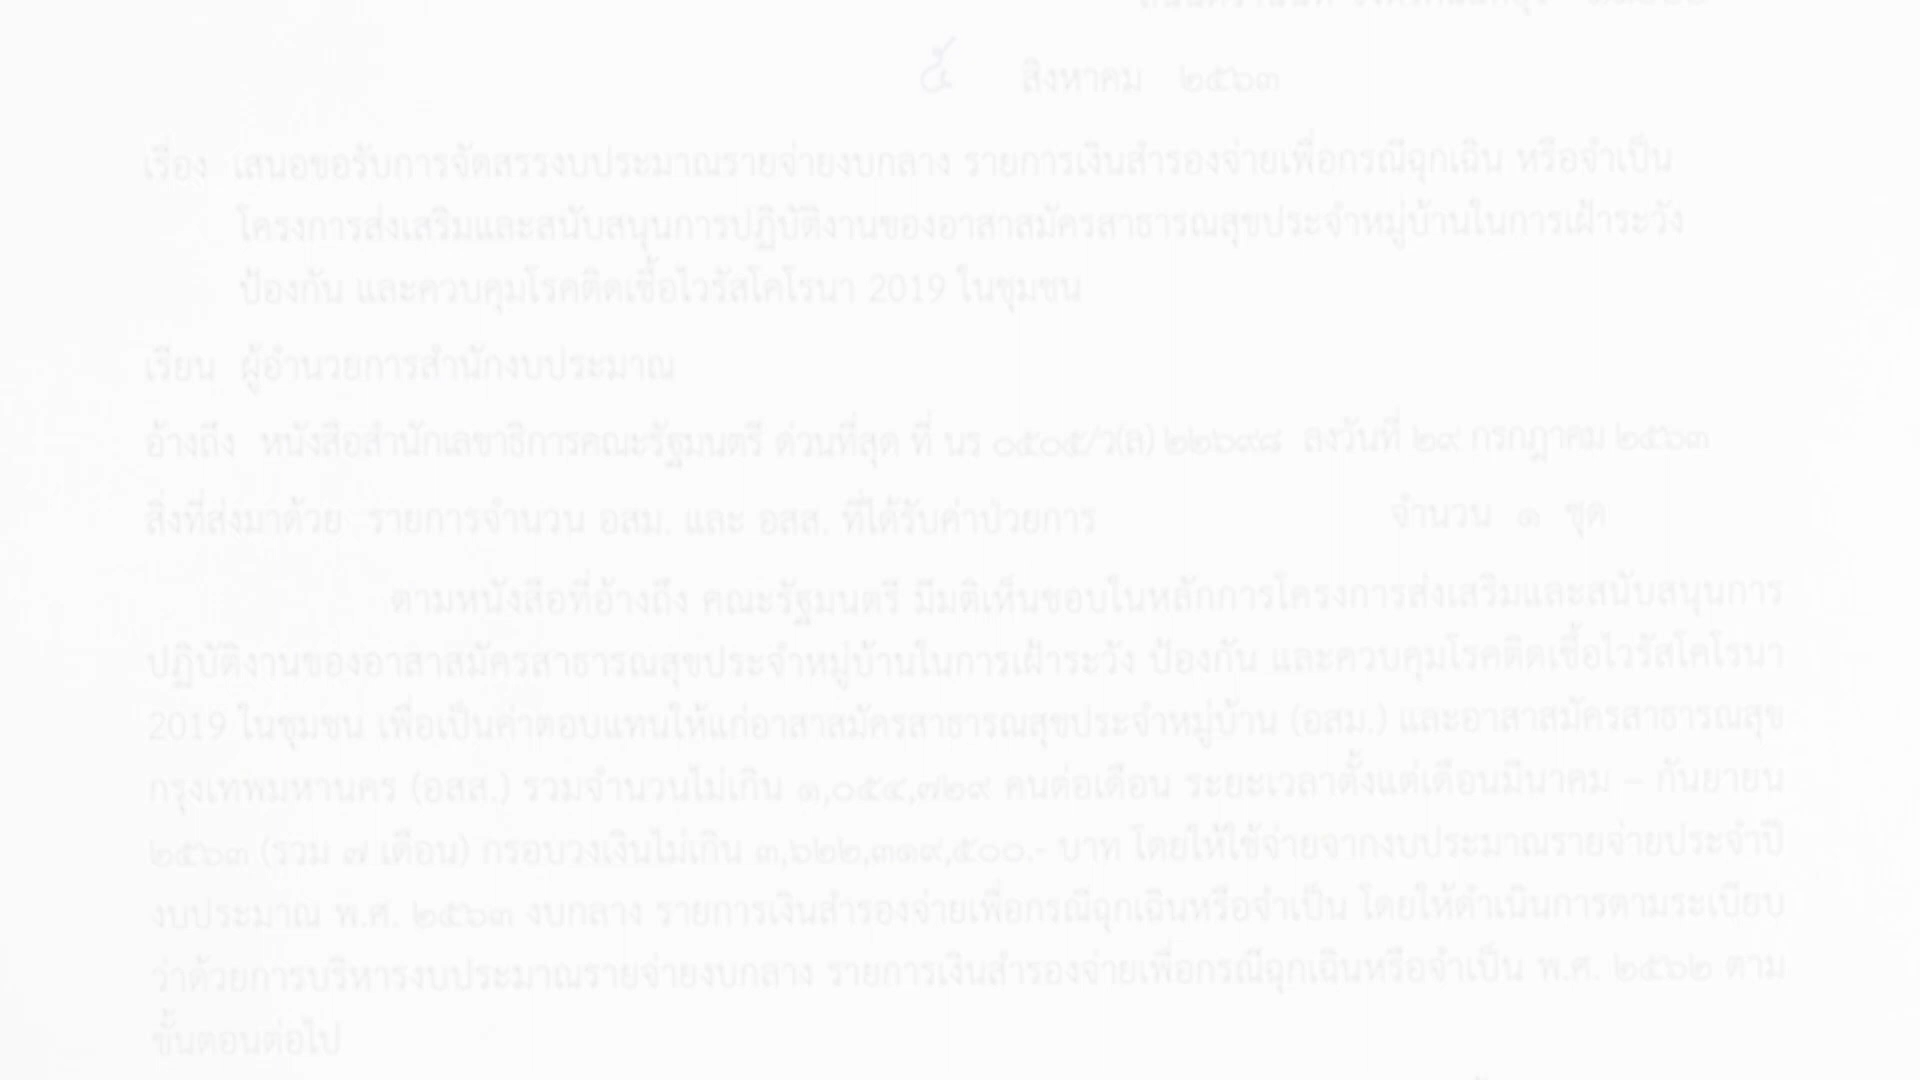 ๕ สิงหาคม ๒๕๖๓
เรื่อง เสนอขอรับการจัดสรรงบประมาณรายจ่ายงบกลาง รายการเงินสำรองจ่ายเพื่อกรณีฉุกเฉิน หรือจำเป็น
โครงการส่งเสริมและสนับสนุนการปฏิบัติงานของอาสาสมัครสาธารณสุขประจำหมู่บ้านในการเฝ้าระวัง
ป้องกัน และควบคุมโรคติดเชื้อไวรัสโคโรนา 2019 ในชุมชน
เรียน ผู้อำนวยการสำนักงบประมาณ
อ้างถึง หนังสือสำนักเลขาธิการคณะรัฐมนตรี ด่วนที่สุด ที่ นร ๐๕๐๕/ว(ล) ๒๒๖๙๘ ลงวันที่ ๒๙ กรกฎาคม ๒๕๖๓
สิ่งที่ส่งมาด้วย รายการจำนวน อสม. และ อสส. ที่ได้รับค่าป่วยการ จำนวน ๑ ชุด
ตามหนังสือที่อ้างถึง คณะรัฐมนตรี มีมติเห็นชอบในหลักการโครงการส่งเสริมและสนับสนุนการ
ปฏิบัติงานของอาสาสมัครสาธารณสุขประจำหมู่บ้านในการเฝ้าระวัง ป้องกัน และควบคุมโรคติดเชื้อไวรัสโคโรนา
2019 ในชุมชน เพื่อเป็นค่าตอบแทนให้แก่อาสาสมัครสาธารณสุขประจำหมู่บ้าน (อสม.) และอาสาสมัครสาธารณสุข
กรุงเทพมหานคร (อสส.) รวมจำนวนไม่เกิน ๑,๐๕๔,๗๒๙ คนต่อเดือน ระยะเวลาตั้งแต่เดือนมีนาคม – กันยายน
๒๕๖๓ (รวม ๗ เดือน) กรอบวงเงินไม่เกิน ๓,๖๒๒,๓๑๙,๕๐๐.- บาท โดยให้ใช้จ่ายจากงบประมาณรายจ่ายประจำปี
งบประมาณ พ.ศ. ๒๕๖๓ งบกลาง รายการเงินสำรองจ่ายเพื่อกรณีฉุกเฉินหรือจำเป็น โดยให้ดำเนินการตามระเบียบ
ว่าด้วยการบริหารงบประมาณรายจ่ายงบกลาง รายการเงินสำรองจ่ายเพื่อกรณีฉุกเฉินหรือจำเป็น พ.ศ. ๒๕๖๒ ตาม
ขั้นตอนต่อไป